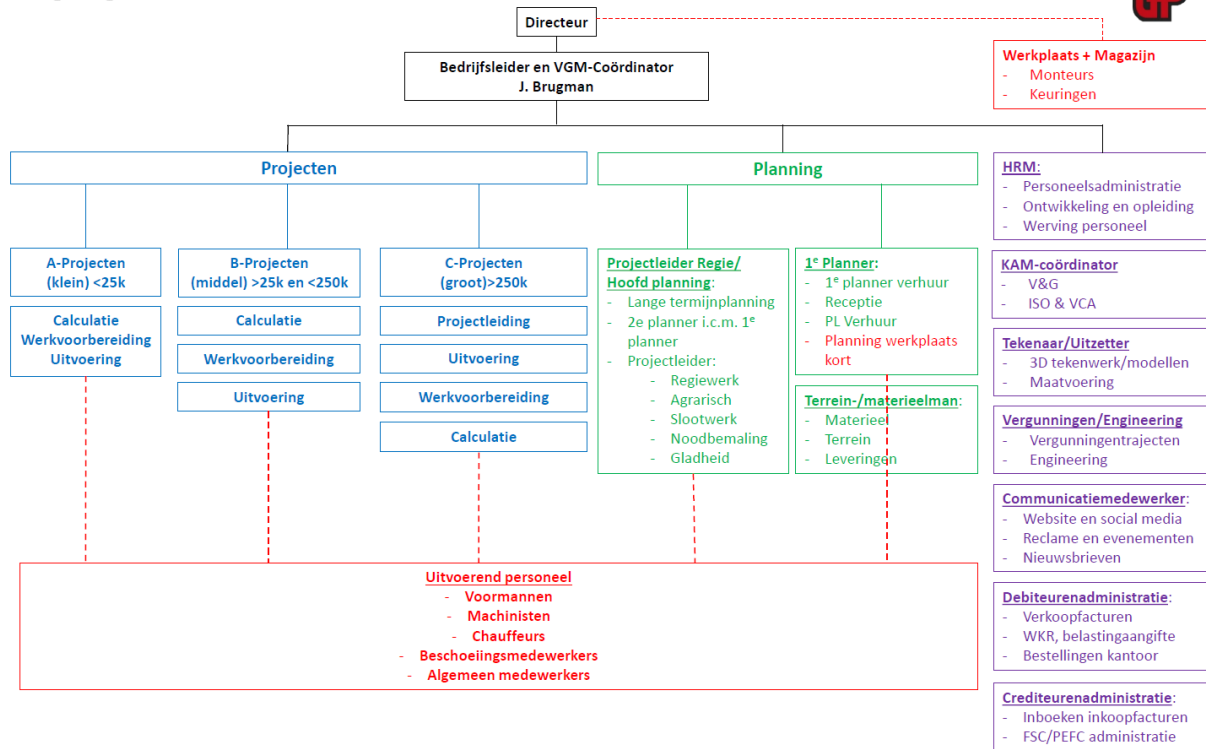 GP
Directeur
Bedrijfsleider en VGM-Coördinator
J. Brugman
Werkplaats + Magazijn
- Monteurs
- Keuringen
Projecten
Planning
A-Projecten
(klein) <25k
Calculatie
Werkvoorbereiding
Uitvoering
B-Projecten
(middel) >25k en <250k
Calculatie
Werkvoorbereiding
Uitvoering
C-Projecten
(groot)>250k
Projectleiding
Uitvoering
Werkvoorbereiding
Calculatie
Projectleider Regie/
Hoofd planning:
- Lange termijnplanning
- 2e planner i.c.m. 1e
planner
- Projectleider:
- Regiewerk
- Agrarisch
- Slootwerk
- Noodbemaling
- Gladheid
1e Planner:
- 1e planner verhuur
- Receptie
- PL Verhuur
- Planning werkplaats
kort
Terrein-/materieelman:
- Materieel
- Terrein
- Leveringen
HRM:
- Personeelsadministratie
- Ontwikkeling en opleiding
- Werving personeel
KAM-coördinator
- V&G
- ISO & VCA
Tekenaar/Uitzetter
- 3D tekenwerk/modellen
- Maatvoering
Vergunningen/Engineering
- Vergunningentrajecten
- Engineering
Communicatiemedewerker:
- Website en social media
- Reclame en evenementen
- Nieuwsbrieven
Debiteurenadministratie:
- Verkoopfacturen
- WKR, belastingaangifte
- Bestellingen kantoor
Crediteurenadministratie:
- Inboeken inkoopfacturen
- FSC/PEFC administratie
Uitvoerend personeel
- Voormannen
- Machinisten
- Chauffeurs
- Beschoeiingsmedewerkers
- Algemeen medewerkers